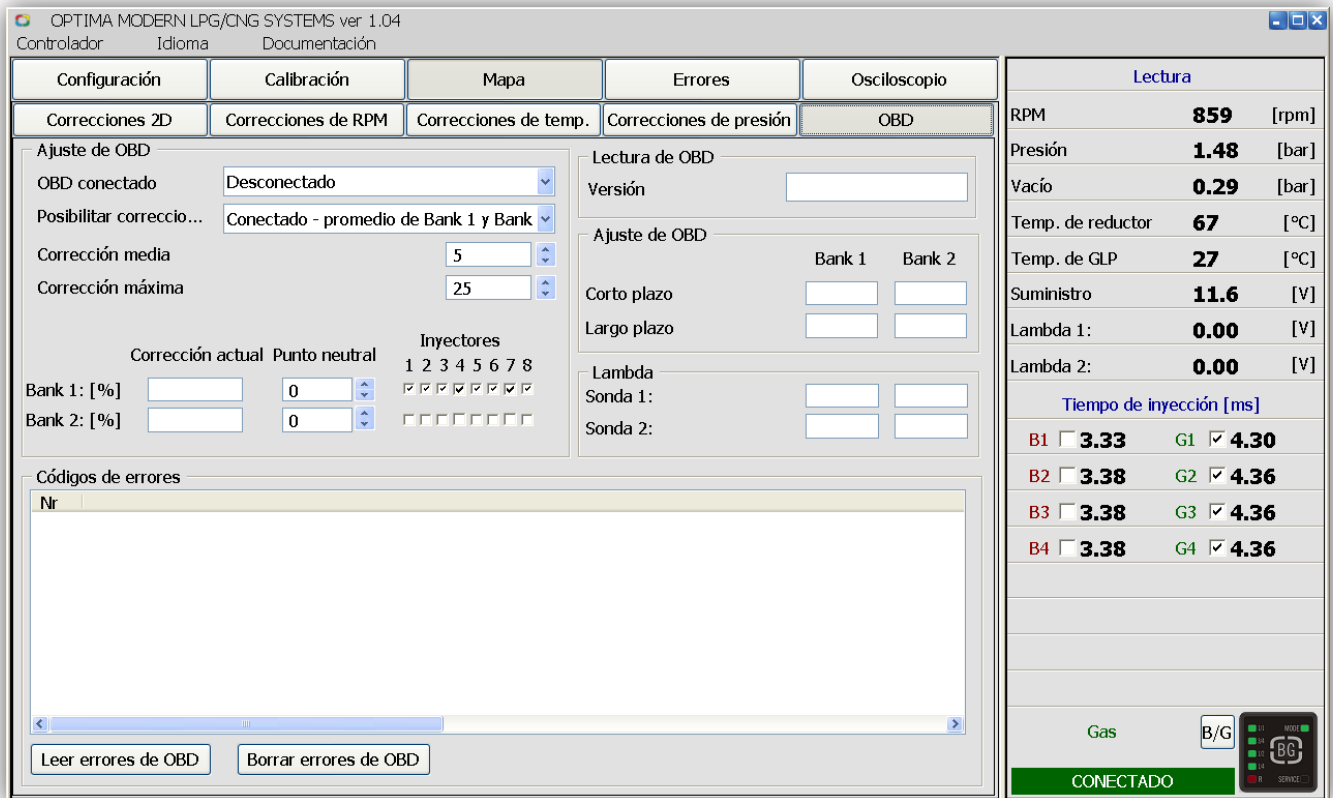 OPTIMA MODERN LPG/CNG SYSTEMS ver 1.04
Controlador Idioma Documentación
Configuración Calibración Mapa Errores Osciloscopio
Correcciones 2D Correcciones de RPM Correcciones de temp. Correcciones de presión OBD
Ajuste de OBD
OBD conectado Desconectado
Posibilitar correccio... Conectado - promedio de Bank 1 y Bank
Corrección media 5
Corrección máxima 25
Inyectores
Corrección actual Punto neutral 1 2 3 4 5 6 7 8
Bank 1: [%] 0
Bank 2: [%] 0
Lectura de OBD
Versión
Ajuste de OBD
Bank 1 Bank 2
Corto plazo
Largo plazo
Lambda
Sonda 1:
Sonda 2:
Códigos de errores
Nr
Leer errores de OBD Borrar errores de OBD
Lectura
RPM 859 [rpm]
Presión 1.48 [bar]
Vacío 0.29 [bar]
Temp. de reductor 67 [°C]
Temp. de GLP 27 [°C]
Suministro 11.6 [V]
Lambda 1: 0.00 [V]
Lambda 2: 0.00 [V]
Tiempo de inyección [ms]
B1 3.33 G1 4.30
B2 3.38 G2 4.36
B3 3.38 G3 4.36
B4 3.38 G4 4.36
Gas B/G
MODE
BG
R SERVICE
CONECTADO